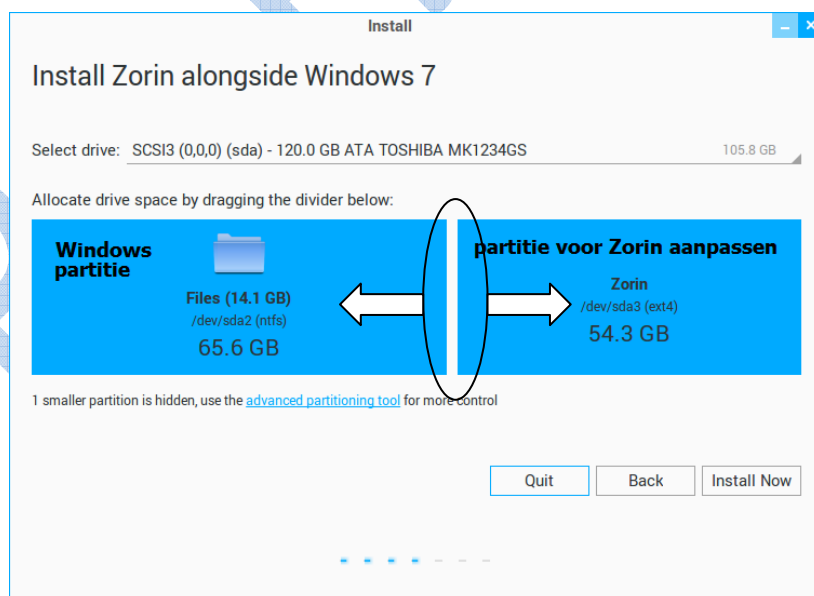 Install
Install Zorin alongside Windows 7
Select drive: SCSI3 (0,0,0) (sda) - 120.0 GB ATA TOSHIBA MK1234GS 105.8 GB
Allocate drive space by dragging the divider below:
Windows
partitie
Files (14.1 GB)
/dev/sda2 (ntfs)
65.6 GB
partitie voor Zorin aanpassen
Zorin
/dev/sda3 (ext4)
54.3 GB
1 smaller partition is hidden, use the advanced partitioning tool for more control
Quit Back Install Now